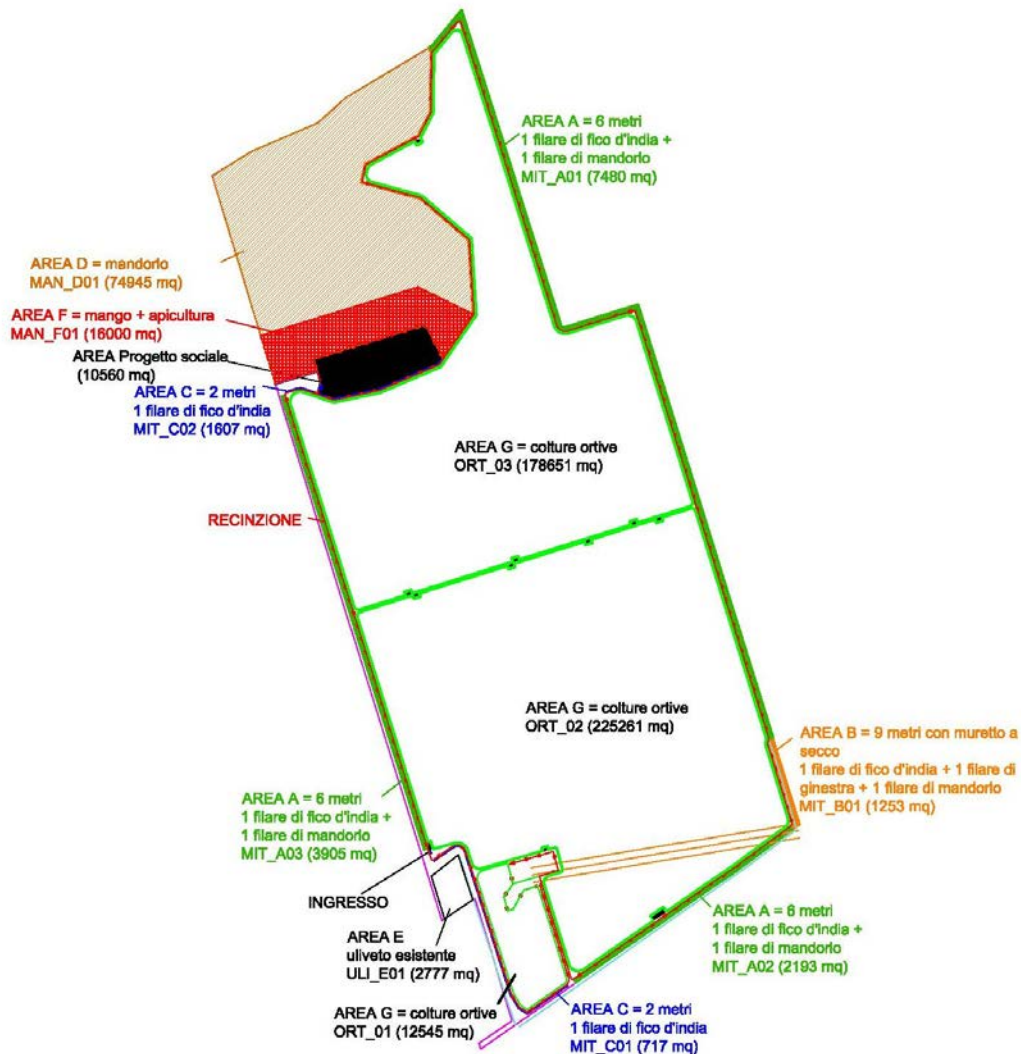 AREA A = 6 metri
1 filare di fico d'india +
1 filare di mandorlo
MIT_A01 (7480 mq)
AREA D = mandorlo
MAN_D01 (74945 mq)
AREA F = mango + apicultura
MAN_F01 (16000 mq)
AREA Progetto sociale
(10560 mq)
AREA C = 2 metri
1 filare di fico d'india
MIT_C02 (1607 mq)
AREA G = colture ortive
ORT_03 (178651 mq)
RECINZIONE
AREA G = colture ortive
ORT_02 (225261 mq)
AREA B = 9 metri con muretto a
secco
1 filare di fico d'india + 1 filare di
ginestra + 1 filare di mandorlo
MIT_B01 (1253 mq)
AREA A = 6 metri
1 filare di fico d'india +
1 filare di mandorlo
MIT_A03 (3905 mq)
INGRESSO
AREA E
uliveto esistente
ULI_E01 (2777 mq)
AREA G = colture ortive
ORT_01 (12545 mq)
AREA A = 6 metri
1 filare di fico d'india +
1 filare di mandorlo
MIT_A02 (2193 mq)
AREA C = 2 metri
1 filare di fico d'india
MIT_C01 (717 mq)